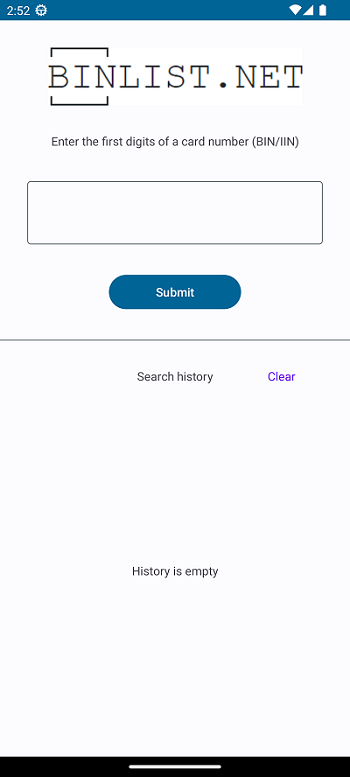 2:52
BINLIST.NET
Enter the first digits of a card number (BIN/IIN)
Submit
Search history
Clear
History is empty